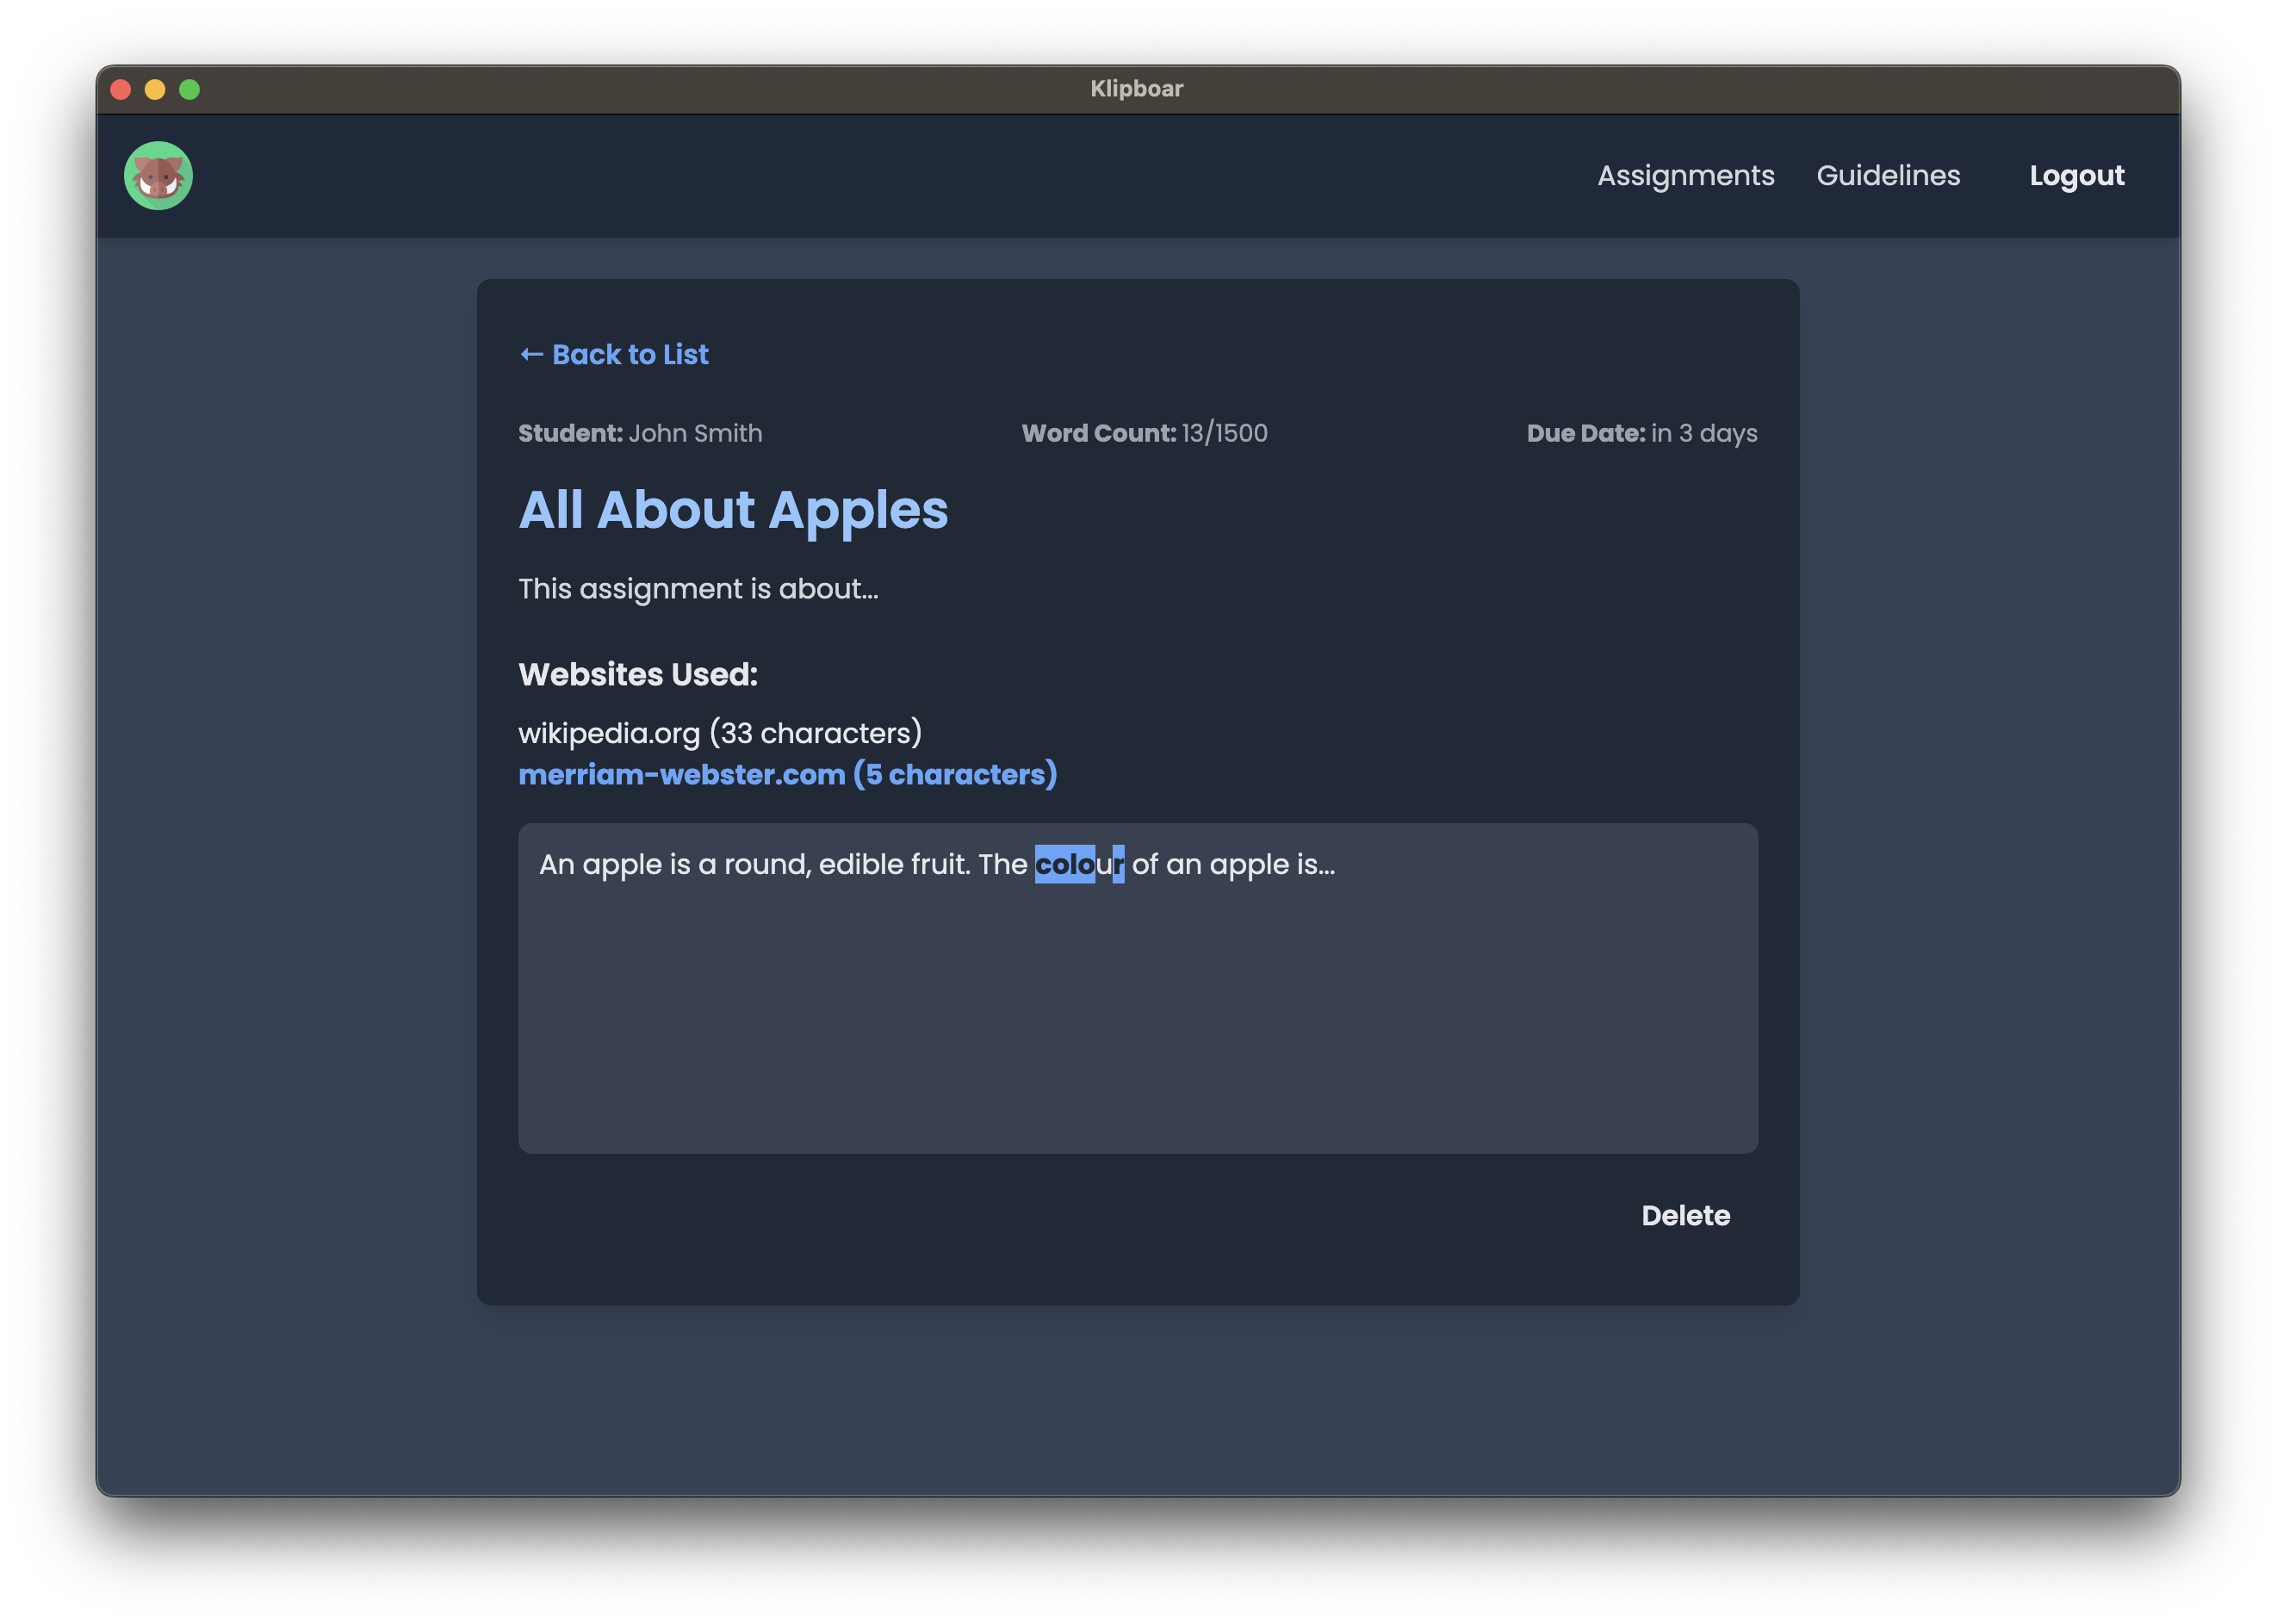 Klipboar
Assignments Guidelines Logout
← Back to List
Student: John Smith Word Count: 13/1500 Due Date: in 3 days
All About Apples
This assignment is about...
Websites Used:
wikipedia.org (33 characters)
merriam-webster.com (5 characters)
An apple is a round, edible fruit. The colour of an apple is...
Delete